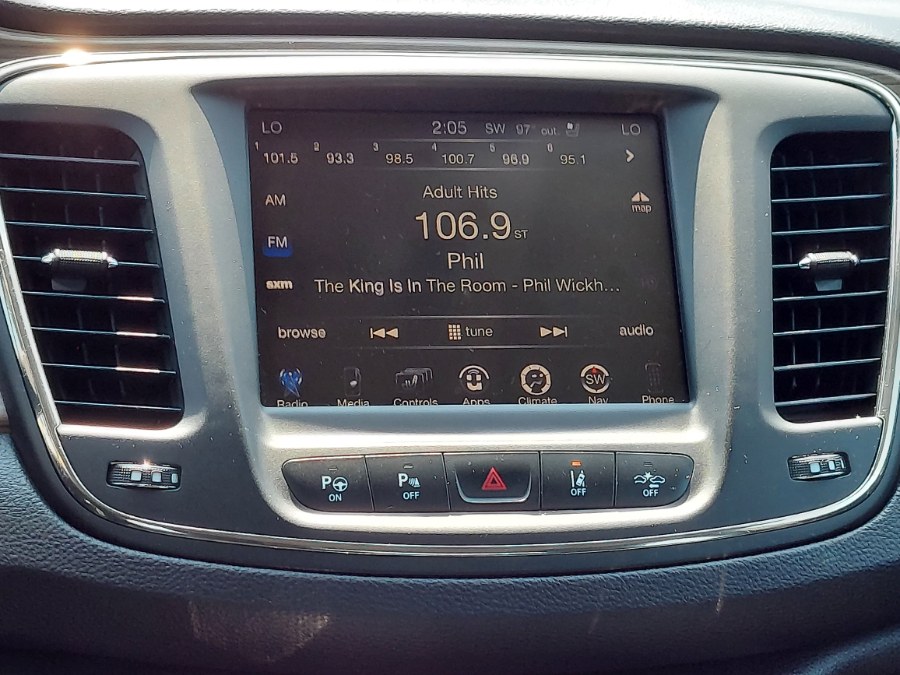 LO 2:05 SW 97 out LO
1 101.5 2 93.3 3 98.5 4 100.7 5 96.9 6 95.1
Adult Hits
AM
map
106.9 ST
FM
Phil
sxm
The King Is In The Room - Phil Wickh...
browse tune audio
SW
Radio Media Controls Apps Climate Nav Phone
P ON
P OFF
OFF
OFF